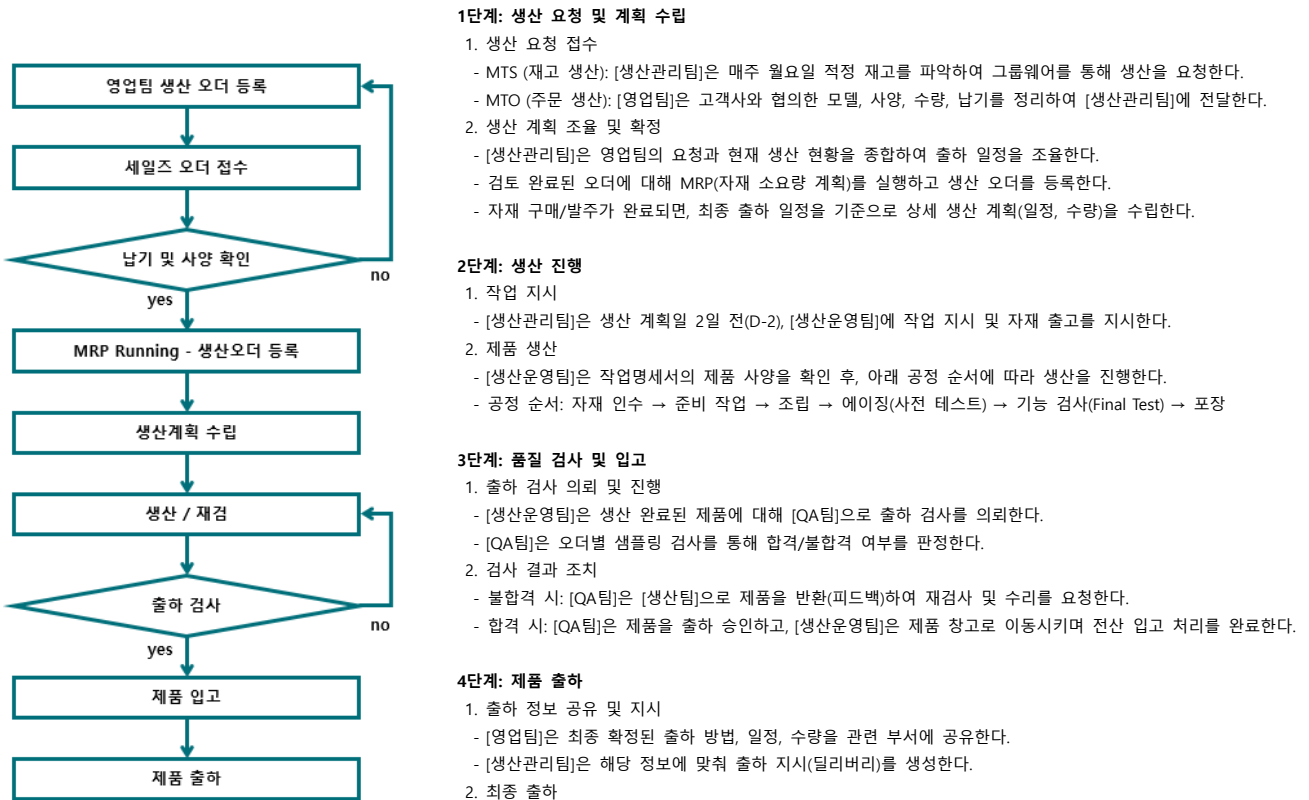 영업팀 생산 오더 등록
세일즈 오더 접수
납기 및 사양 확인
no
yes
MRP Running - 생산오더 등록
생산계획 수립
생산 / 재검
출하 검사
no
yes
제품 입고
제품 출하
1단계: 생산 요청 및 계획 수립
1. 생산 요청 접수
- MTS (재고 생산): [생산관리팀]은 매주 월요일 적정 재고를 파악하여 그룹웨어를 통해 생산을 요청한다.
- MTO (주문 생산): [영업팀]은 고객사와 협의한 모델, 사양, 수량, 납기를 정리하여 [생산관리팀]에 전달한다.
2. 생산 계획 조율 및 확정
- [생산관리팀]은 영업팀의 요청과 현재 생산 현황을 종합하여 출하 일정을 조율한다.
- 검토 완료된 오더에 대해 MRP(자재 소요량 계획)를 실행하고 생산 오더를 등록한다.
- 자재 구매/발주가 완료되면, 최종 출하 일정을 기준으로 상세 생산 계획(일정, 수량)을 수립한다.
2단계: 생산 진행
1. 작업 지시
- [생산관리팀]은 생산 계획일 2일 전(D-2), [생산운영팀]에 작업 지시 및 자재 출고를 지시한다.
2. 제품 생산
- [생산운영팀]은 작업명세서의 제품 사양을 확인 후, 아래 공정 순서에 따라 생산을 진행한다.
- 공정 순서: 자재 인수 → 준비 작업 → 조립 → 에이징(사전 테스트) → 기능 검사(Final Test) → 포장
3단계: 품질 검사 및 입고
1. 출하 검사 의뢰 및 진행
- [생산운영팀]은 생산 완료된 제품에 대해 [QA팀]으로 출하 검사를 의뢰한다.
- [QA팀]은 오더별 샘플링 검사를 통해 합격/불합격 여부를 판정한다.
2. 검사 결과 조치
- 불합격 시: [QA팀]은 [생산팀]으로 제품을 반환(피드백)하여 재검사 및 수리를 요청한다.
- 합격 시: [QA팀]은 제품을 출하 승인하고, [생산운영팀]은 제품 창고로 이동시키며 전산 입고 처리를 완료한다.
4단계: 제품 출하
1. 출하 정보 공유 및 지시
- [영업팀]은 최종 확정된 출하 방법, 일정, 수량을 관련 부서에 공유한다.
- [생산관리팀]은 해당 정보에 맞춰 출하 지시(딜리버리)를 생성한다.
2. 최종 출하